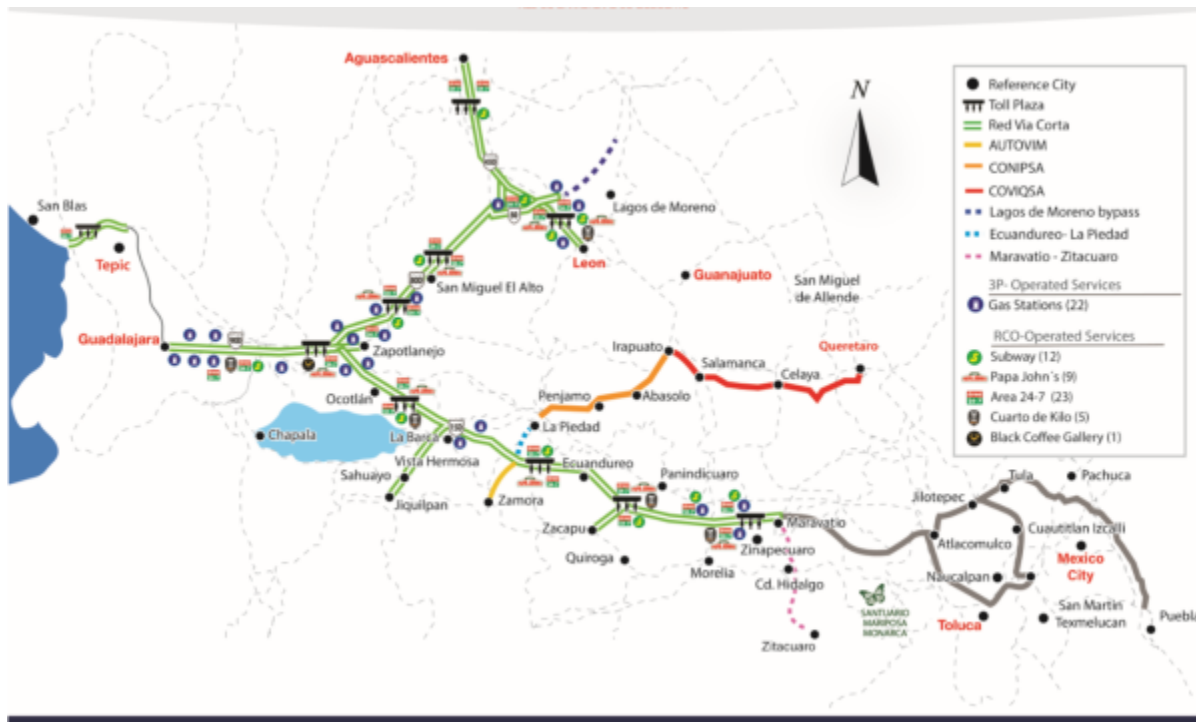 Aguascalientes
N
Reference City
Toll Plaza
Red Via Corta
AUTOVIM
CONIPSA
COVIQSA
Lagos de Moreno bypass
Ecuandureo- La Piedad
Maravatio - Zitacuaro
3P- Operated Services
Gas Stations (22)
RCO-Operated Services
Subway (12)
Papa John´s (9)
Area 24-7 (23)
Cuarto de Kilo (5)
Black Coffee Gallery (1)
San Blas
Tepic
Lagos de Moreno
Leon
Guanajuato
San Miguel El Alto
San Miguel
de Allende
Guadalajara
Zapotlanejo
Irapuato
Salamanca
Queretaro
Celaya
Ocotlán
Penjamo
Abasolo
Chapala
La Barca
La Piedad
Vista Hermosa
Sahuayo
Ecuandureo
Panindicuaro
Jiquilpan
Zamora
Zacapu
Quiroga
Morelia
Zinapecuaro
Maravatio
Cd. Hidalgo
Zitacuaro
SANTUARIO
MARIPOSA
MONARCA
Tula
Pachuca
Jilotepec
Cuautitlan Izcalli
Atlacomulco
Mexico
City
Naucalpan
Toluca
San Martin
Texmelucan
Puebla